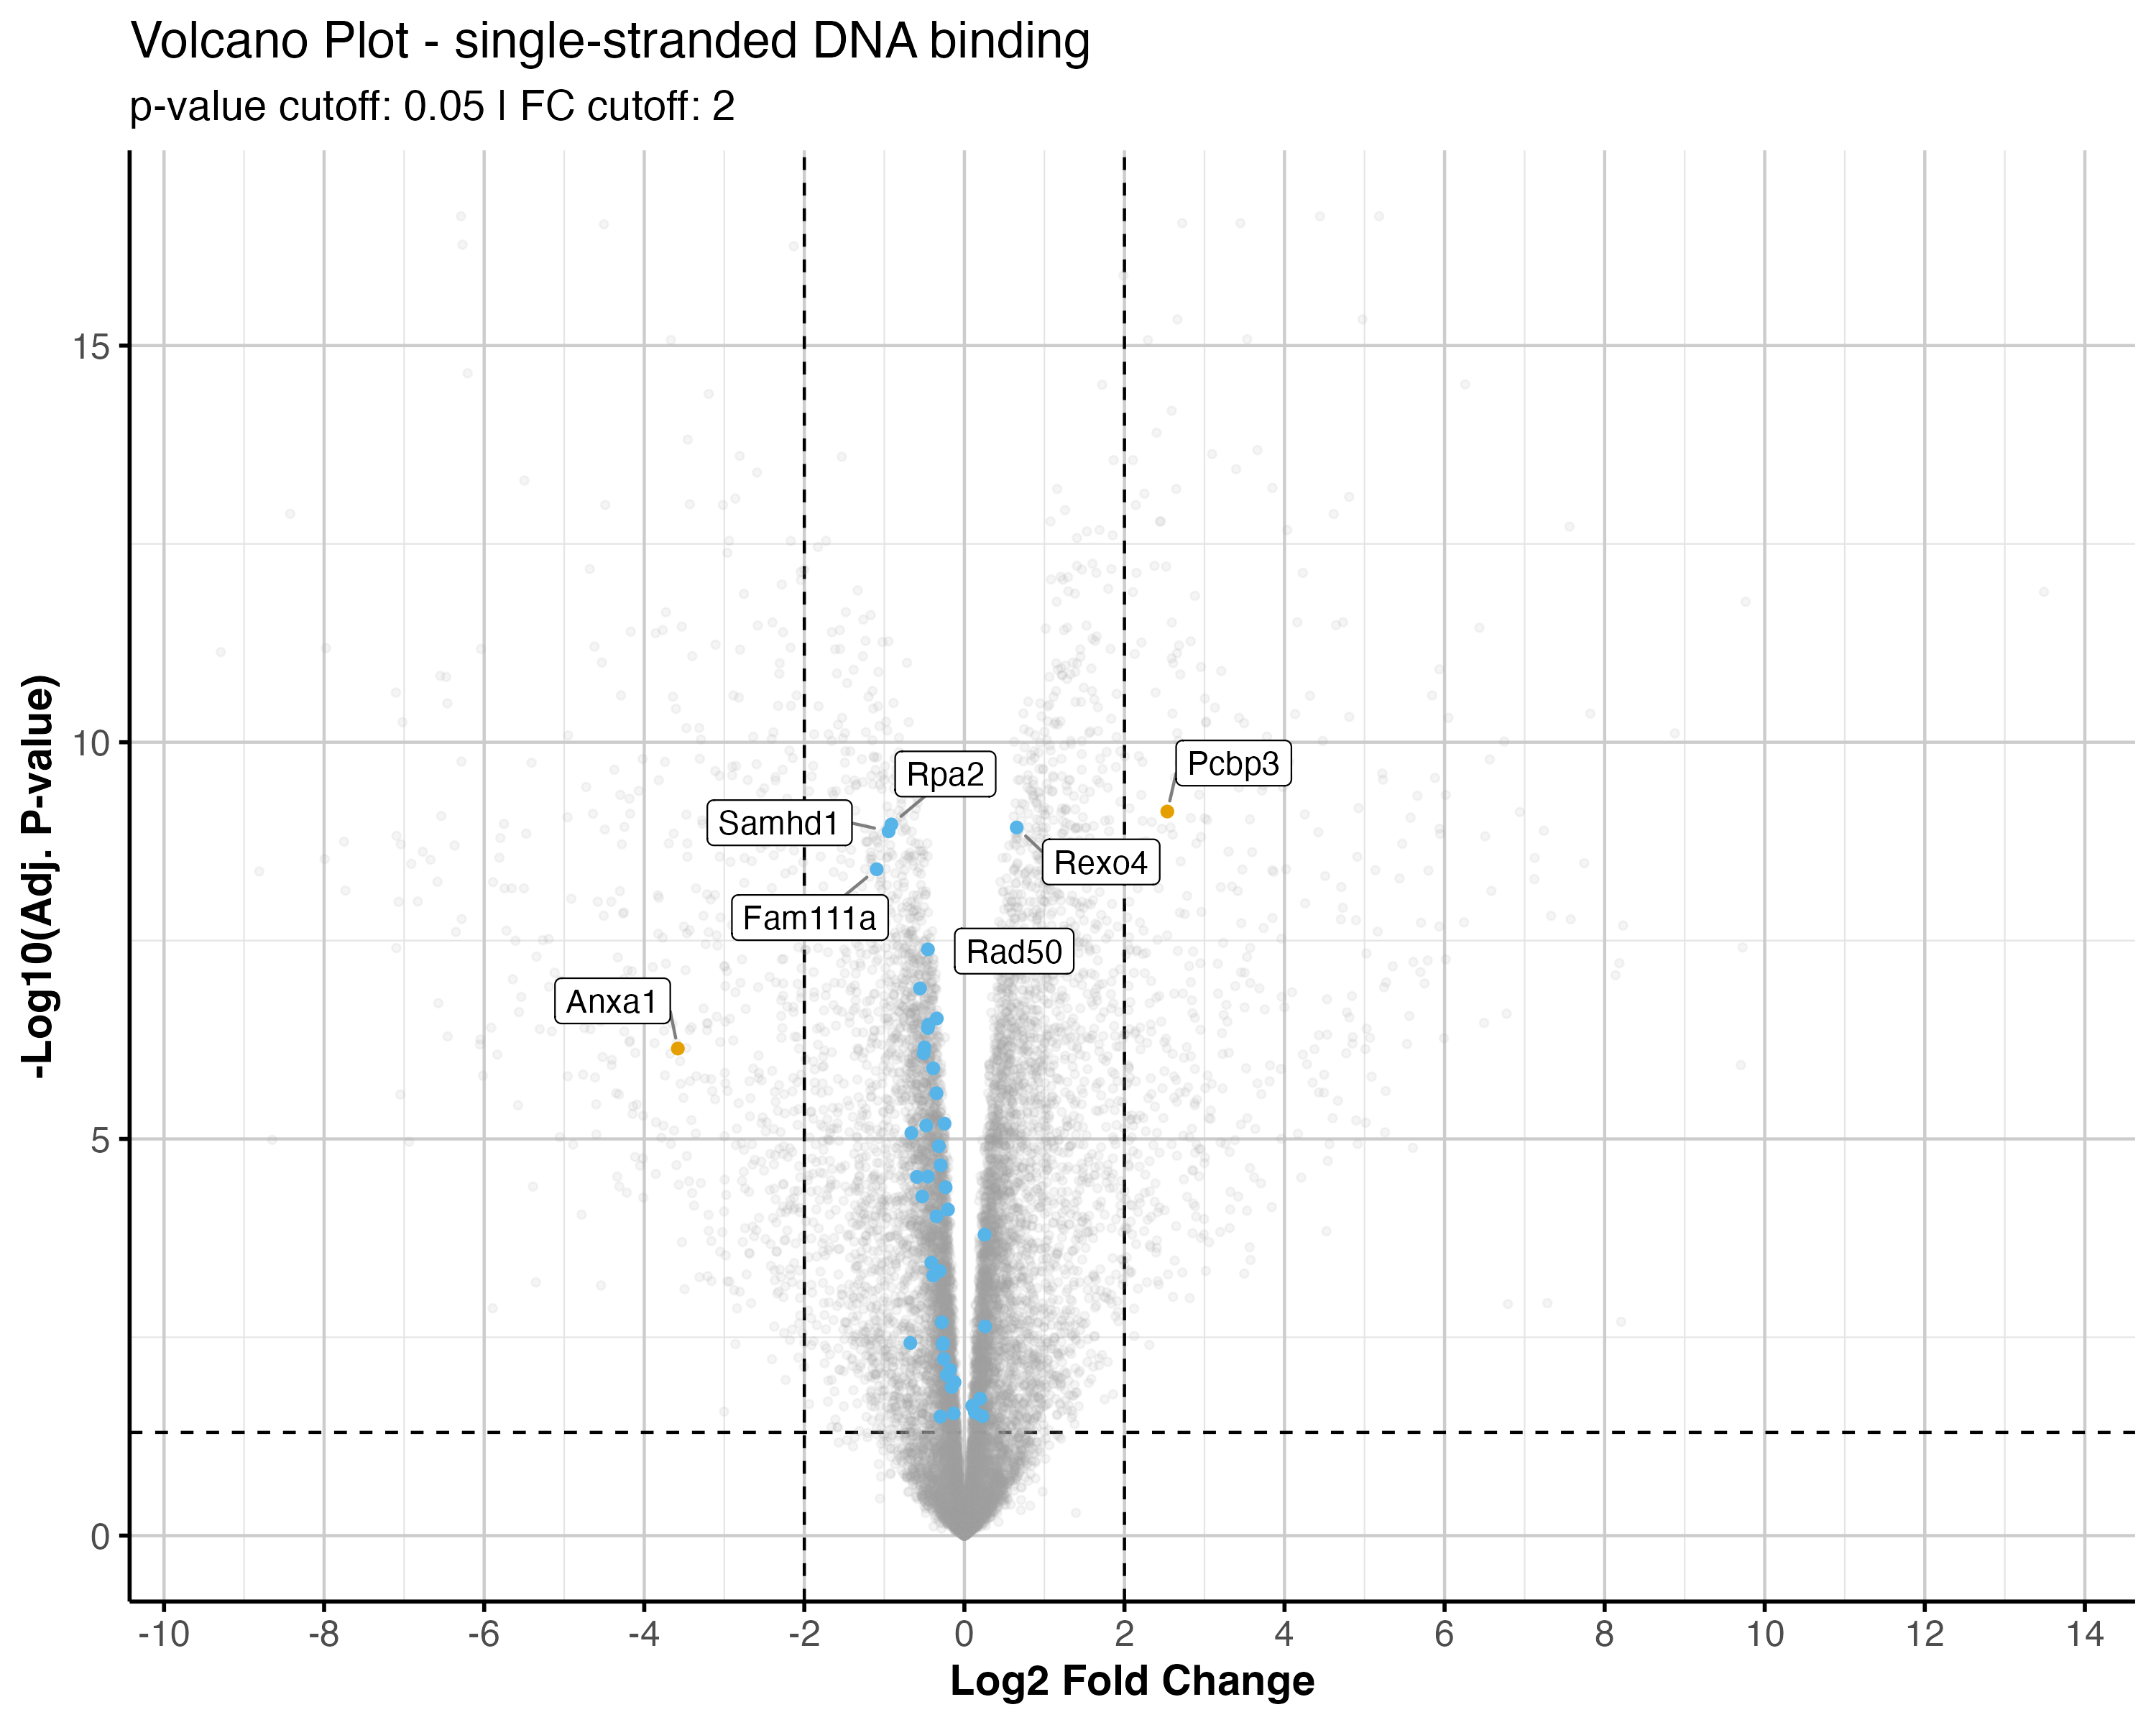 Volcano Plot - single-stranded DNA binding
p-value cutoff: 0.05 | FC cutoff: 2
-Log10(Adj. P-value)
15
10
5
0
Rpa2
Pcbp3
Samhd1
Rexo4
Fam111a
Rad50
Anxa1
-10 -8 -6 -4 -2 0 2 4 6 8 10 12 14
Log2 Fold Change